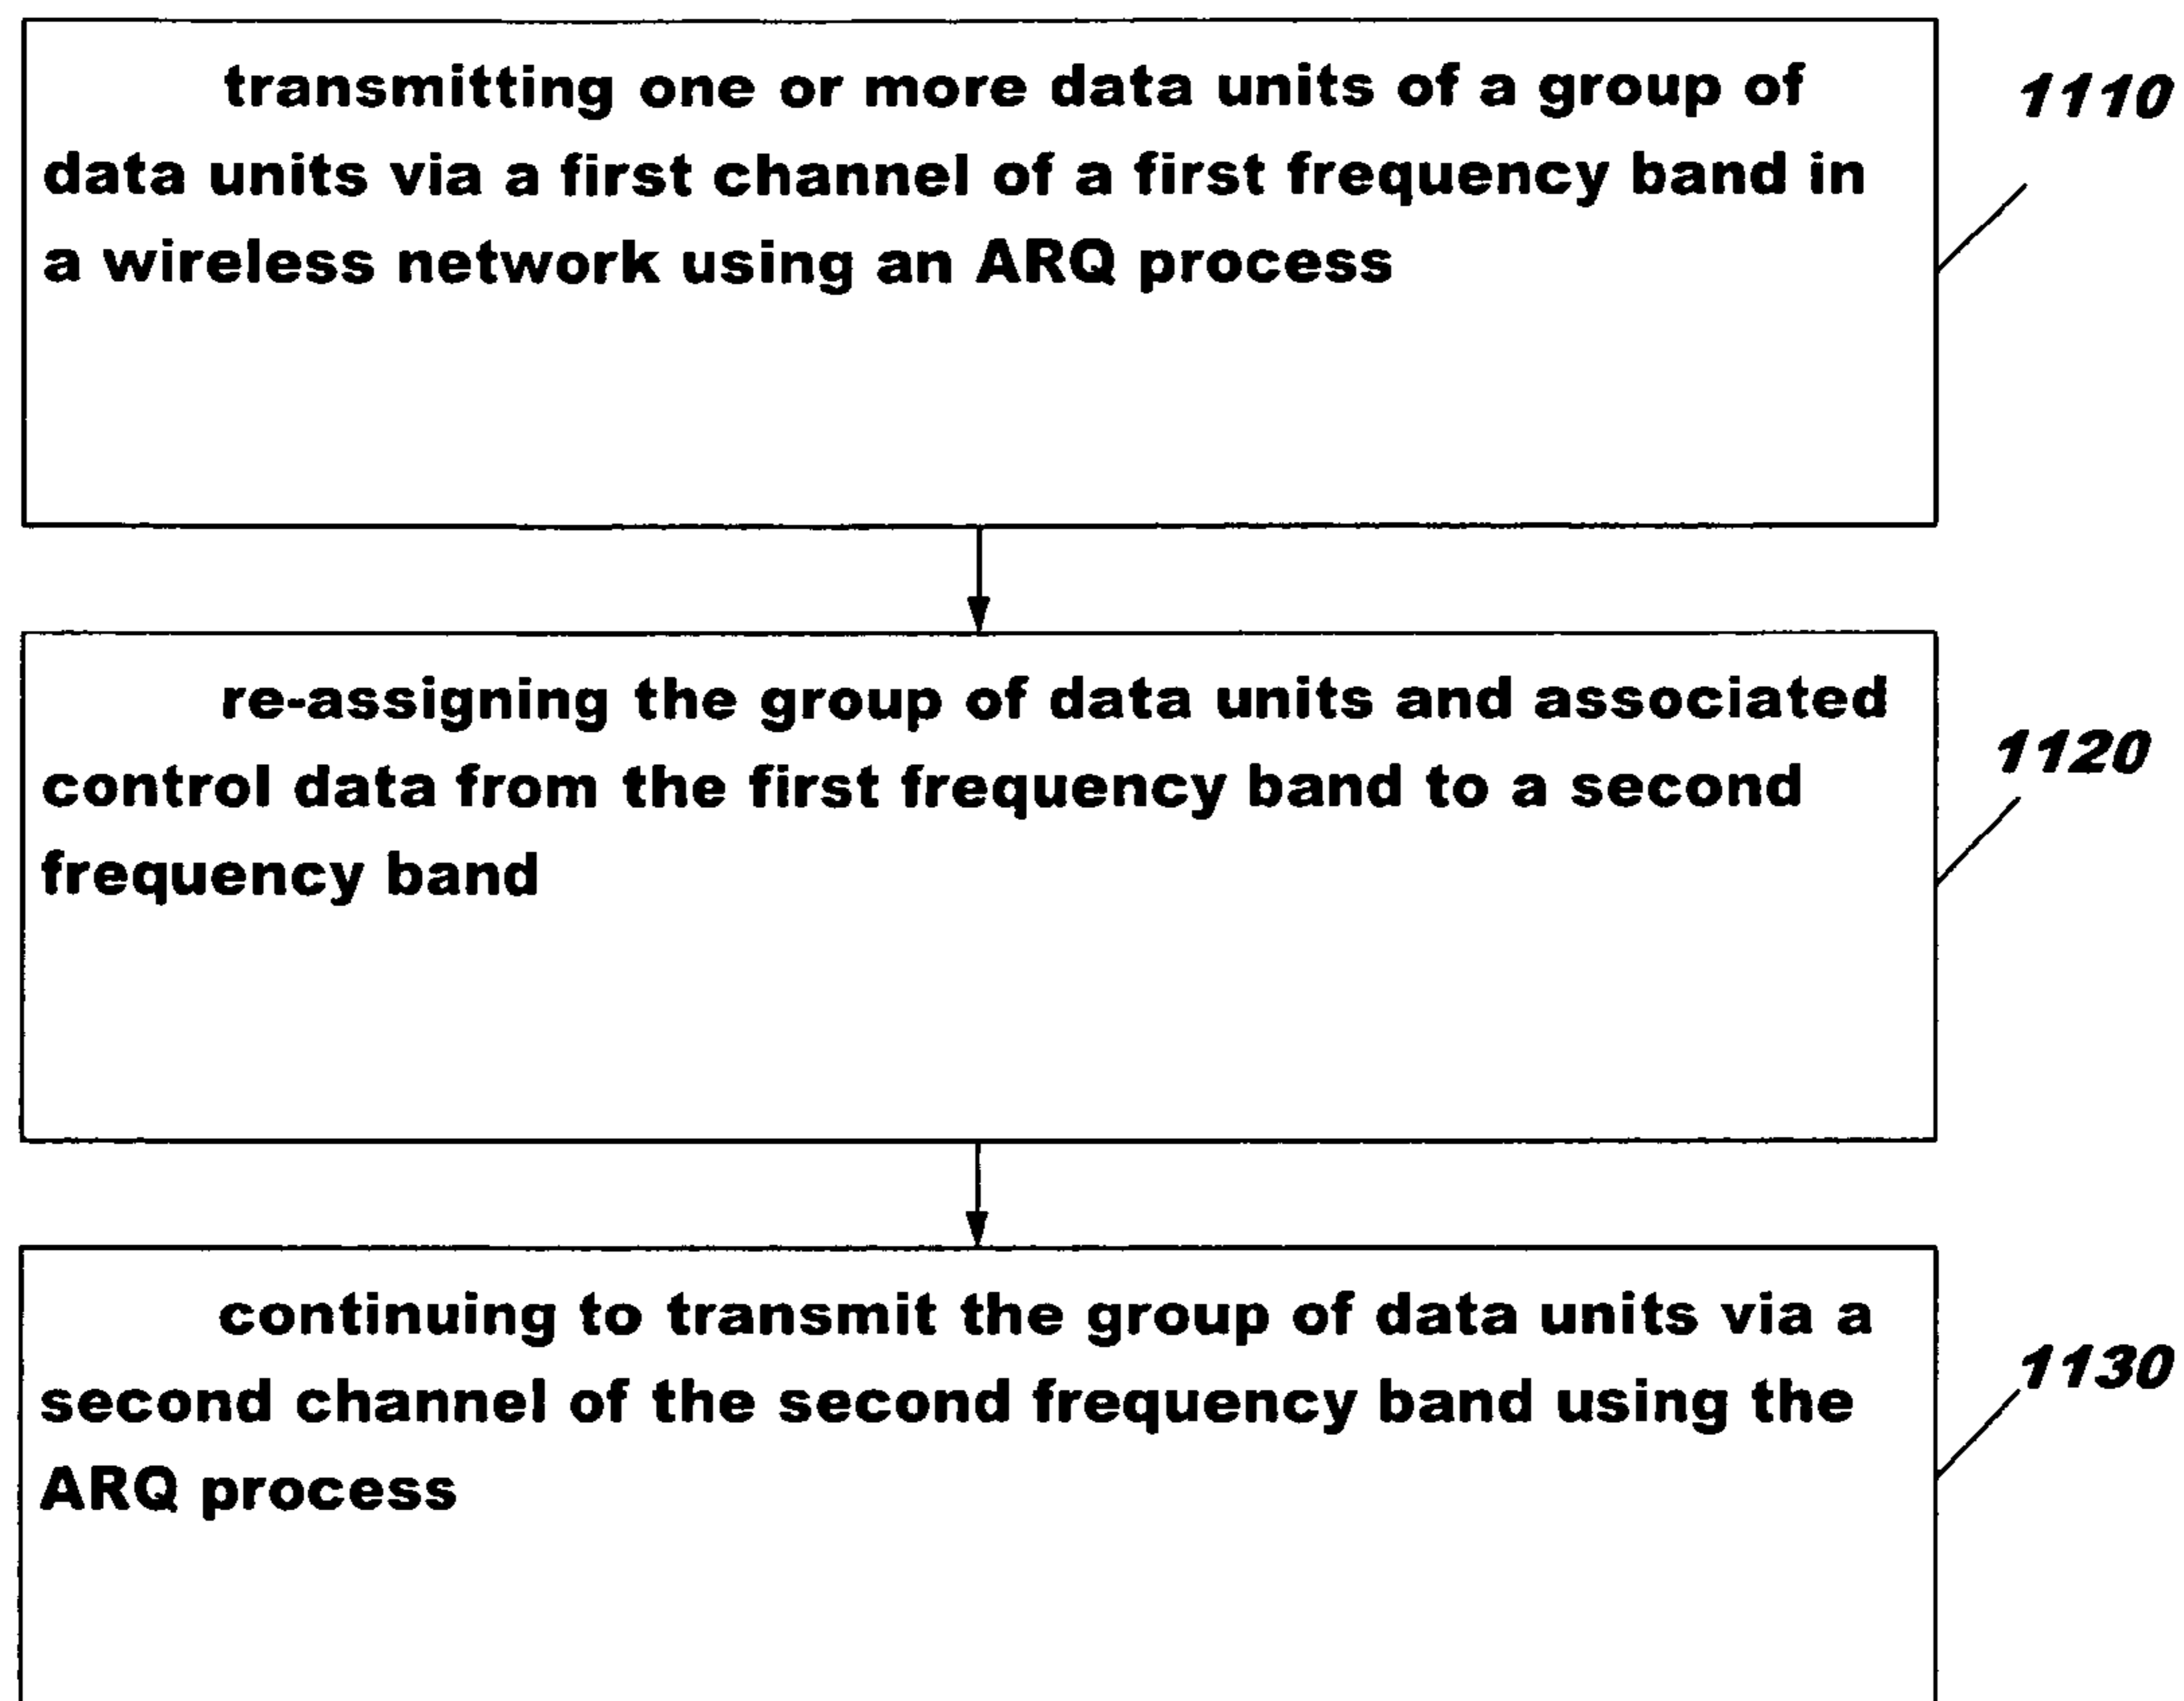 transmitting one or more data units of a group of
data units via a first channel of a first frequency band in
a wireless network using an ARQ process
1110
re-assigning the group of data units and associated
control data from the first frequency band to a second
frequency band
1120
continuing to transmit the group of data units via a
second channel of the second frequency band using the
ARQ process
1130